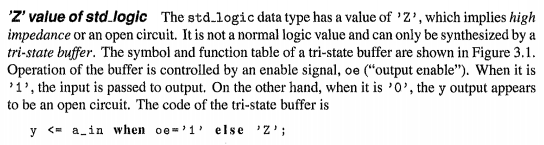 'Z' value of std_logic The std_logic data type has a value of 'Z', which implies high
impedance or an open circuit. It is not a normal logic value and can only be synthesized by a
tri-state buffer. The symbol and function table of a tri-state buffer are shown in Figure 3.1.
Operation of the buffer is controlled by an enable signal, oe ("output enable"). When it is
'1', the input is passed to output. On the other hand, when it is '0', the y output appears
to be an open circuit. The code of the tri-state buffer is
y <= a_in when oe='1' else 'Z';